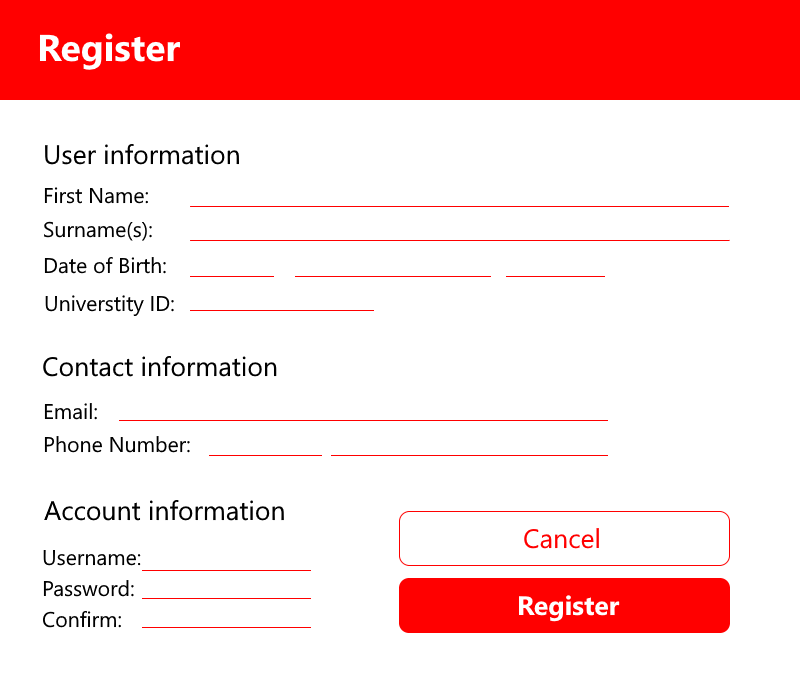 Register
User information
First Name:
Surname(s):
Date of Birth:
Universtity ID:
Contact information
Email:
Phone Number:
Account information
Username:
Password:
Confirm:
Cancel
Register